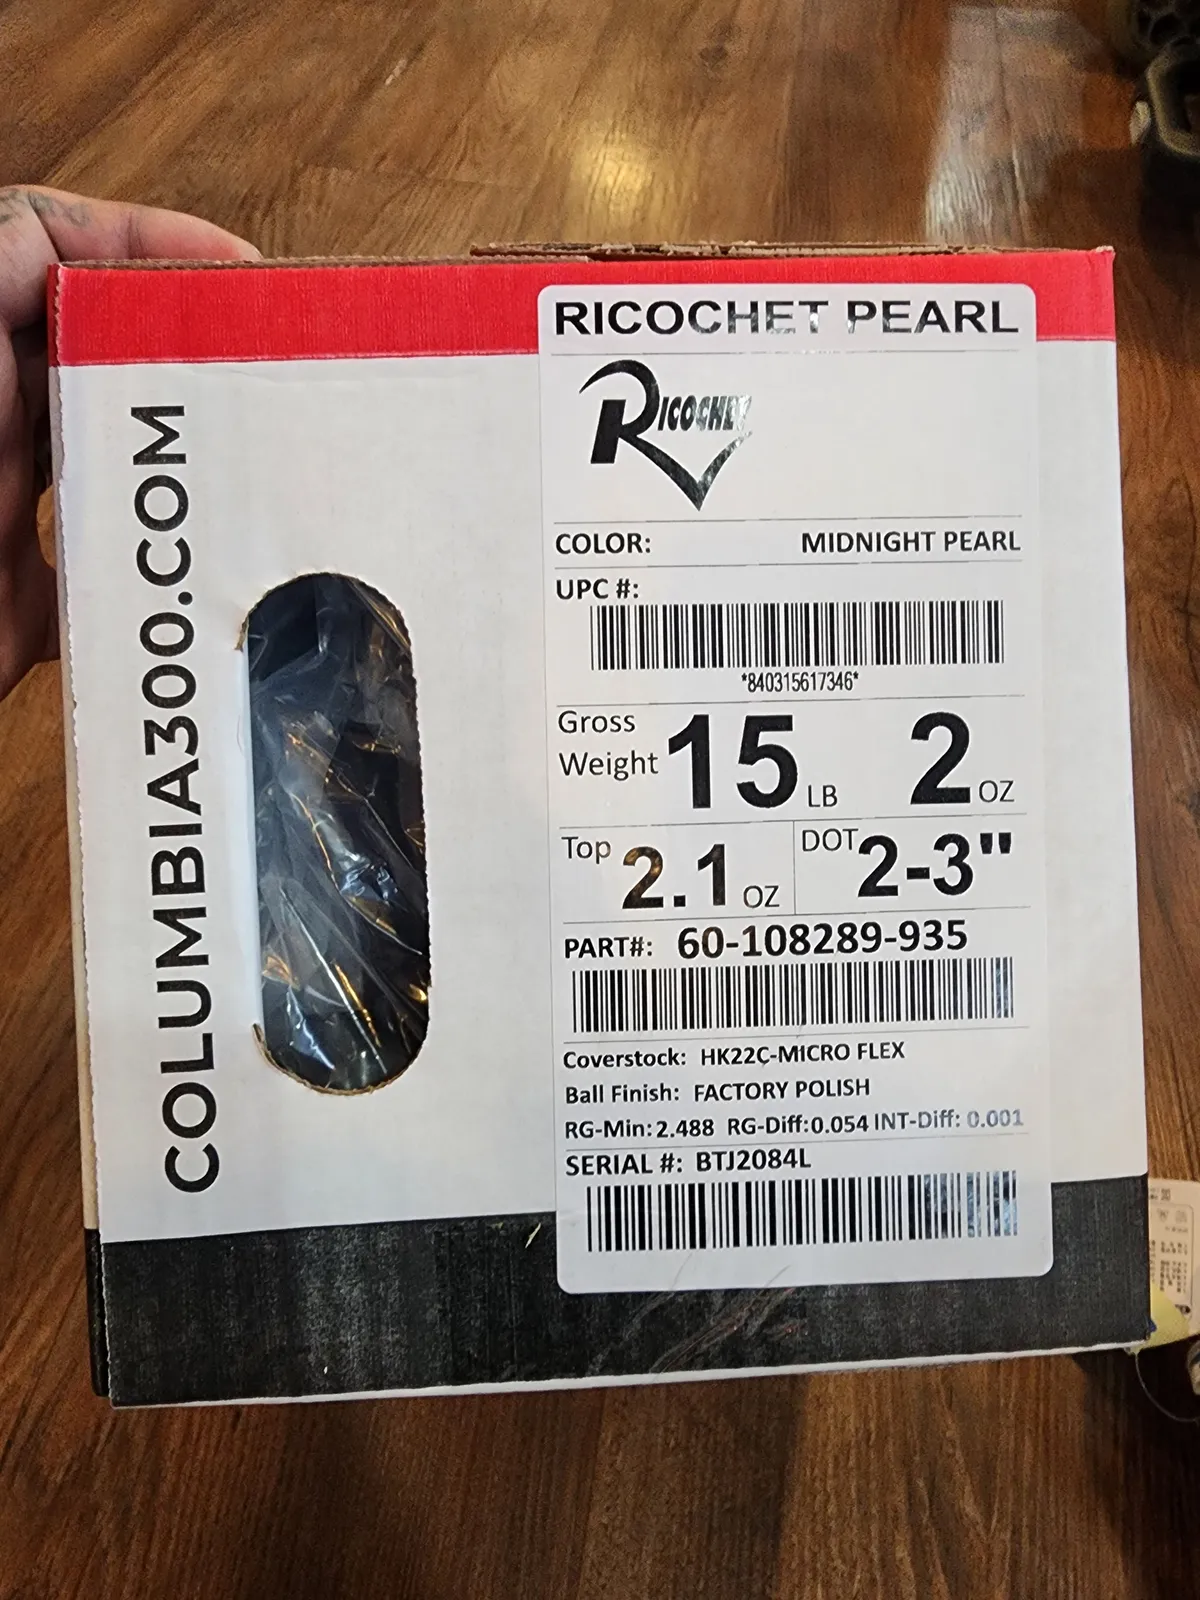 COLUMBIA300.COM
RICOCHET PEARL
RICOCHET
COLOR: MIDNIGHT PEARL
UPC #:
*840315617346*
Gross Weight 15 LB 2 OZ
Top 2.1 OZ DOT 2-3"
PART#: 60-108289-935
Coverstock: HK22C-MICRO FLEX
Ball Finish: FACTORY POLISH
RG-Min: 2.488 RG-Diff:0.054 INT-Diff: 0.001
SERIAL #: BTJ2084L